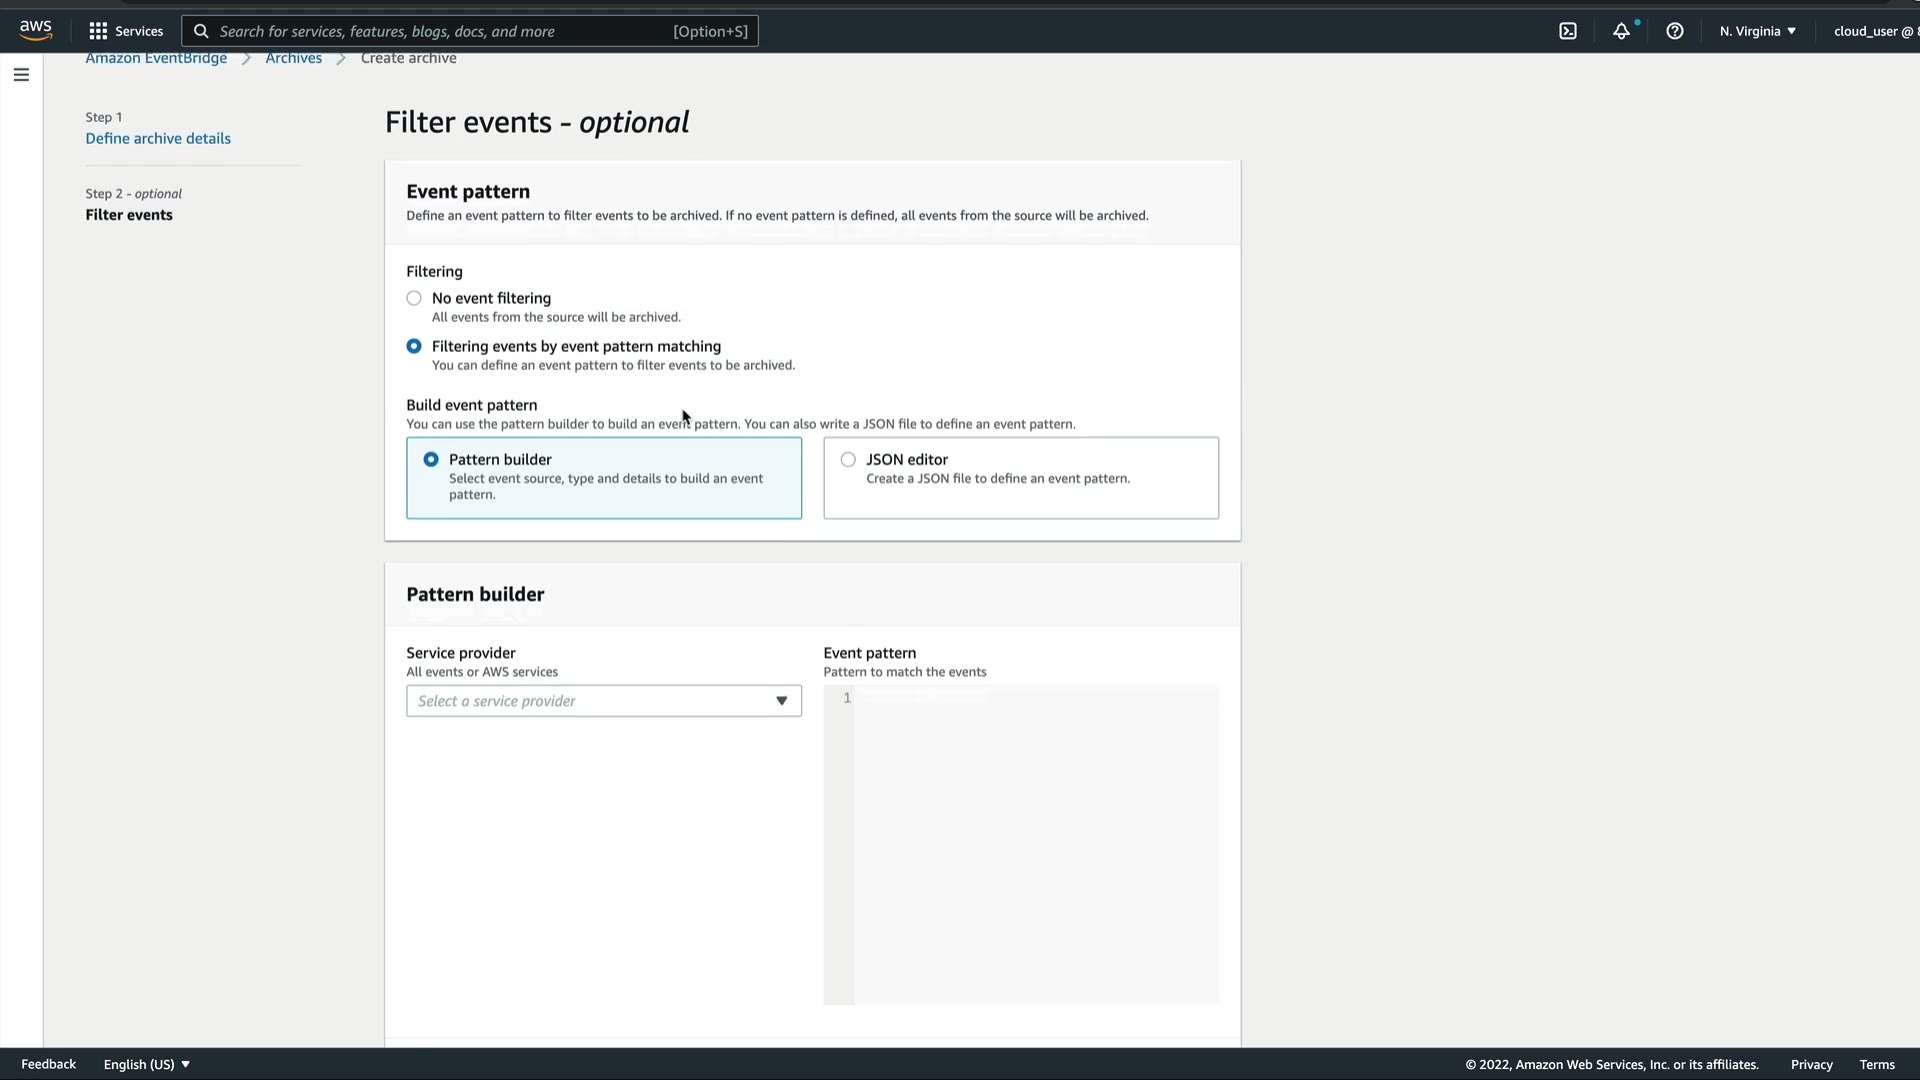 aws
Services
Search for services, features, blogs, docs, and more
[Option+S]
N. Virginia
cloud_user @
Amazon EventBridge
Archives
Create archive
Step 1
Define archive details
Step 2 - optional
Filter events
Filter events - optional
Event pattern
Define an event pattern to filter events to be archived. If no event pattern is defined, all events from the source will be archived.
Filtering
No event filtering
All events from the source will be archived.
Filtering events by event pattern matching
You can define an event pattern to filter events to be archived.
Build event pattern
You can use the pattern builder to build an event pattern. You can also write a JSON file to define an event pattern.
Pattern builder
Select event source, type and details to build an event
pattern.
JSON editor
Create a JSON file to define an event pattern.
Pattern builder
Service provider
All events or AWS services
Select a service provider
Event pattern
Pattern to match the events
1
Feedback
English (US)
© 2022, Amazon Web Services, Inc. or its affiliates.
Privacy
Terms